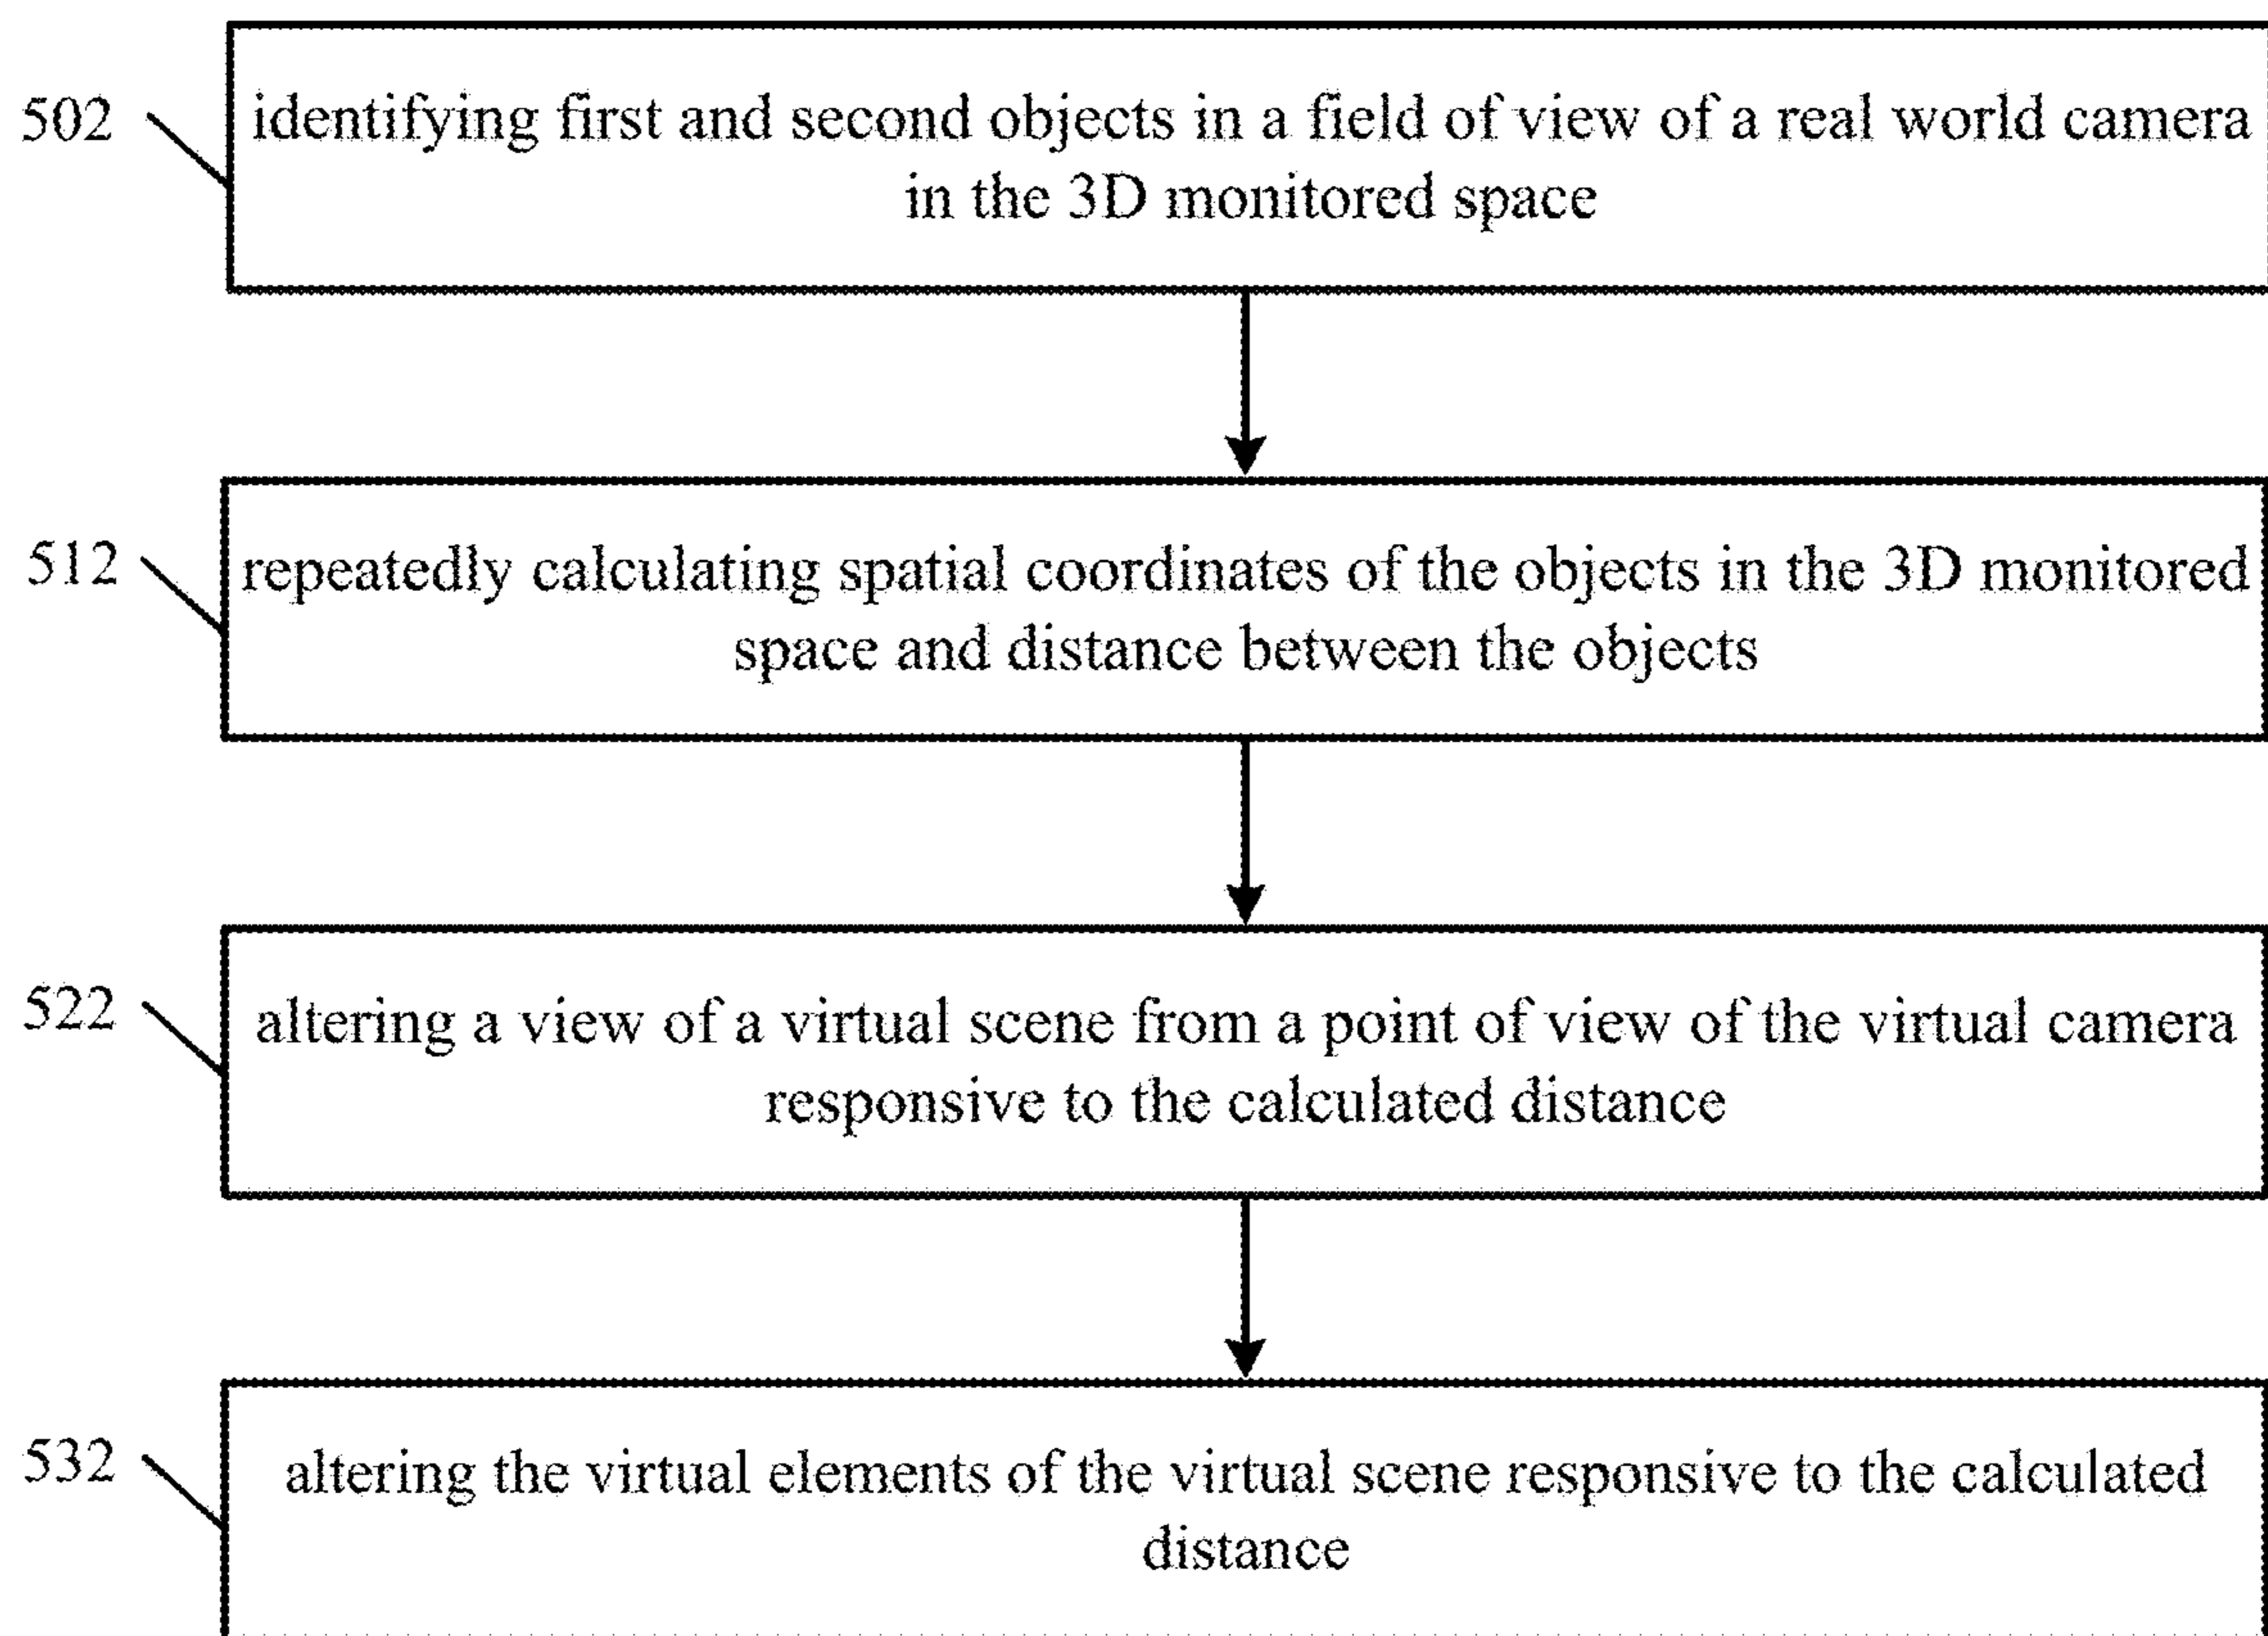 502
identifying first and second objects in a field of view of a real world camera
in the 3D monitored space
512
repeatedly calculating spatial coordinates of the objects in the 3D monitored
space and distance between the objects
522
altering a view of a virtual scene from a point of view of the virtual camera
responsive to the calculated distance
532
altering the virtual elements of the virtual scene responsive to the calculated
distance